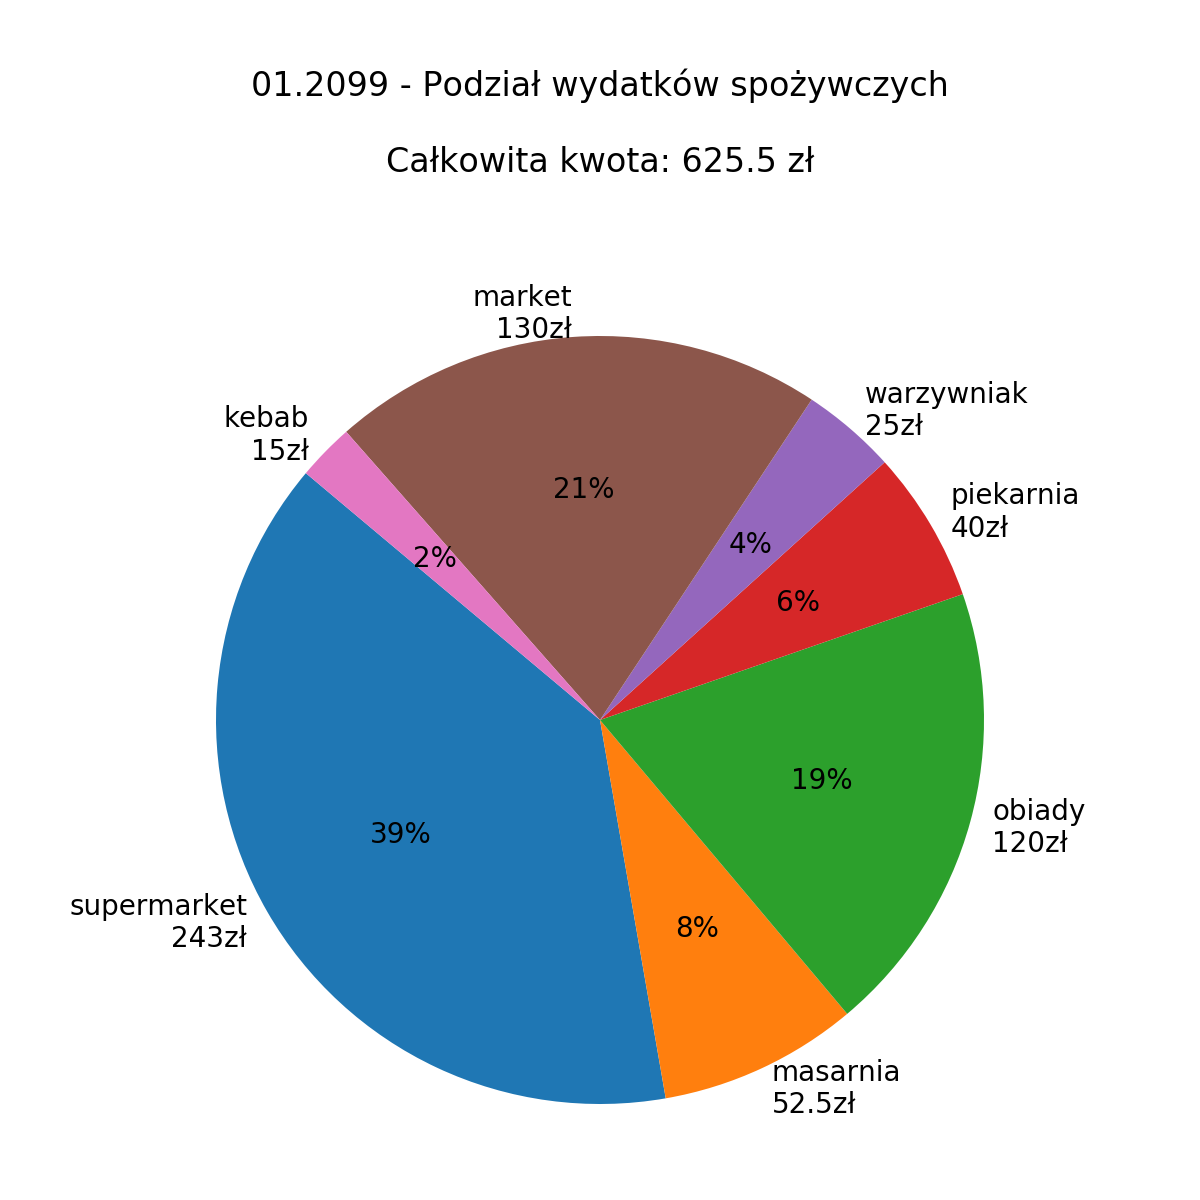 01.2099 - Podział wydatków spożywczych
Całkowita kwota: 625.5 zł
market
130zł
warzywniak
25zł
kebab
15zł
piekarnia
40zł
21%
4%
2%
6%
19%
obiady
120zł
39%
supermarket
243zł
8%
masarnia
52.5zł